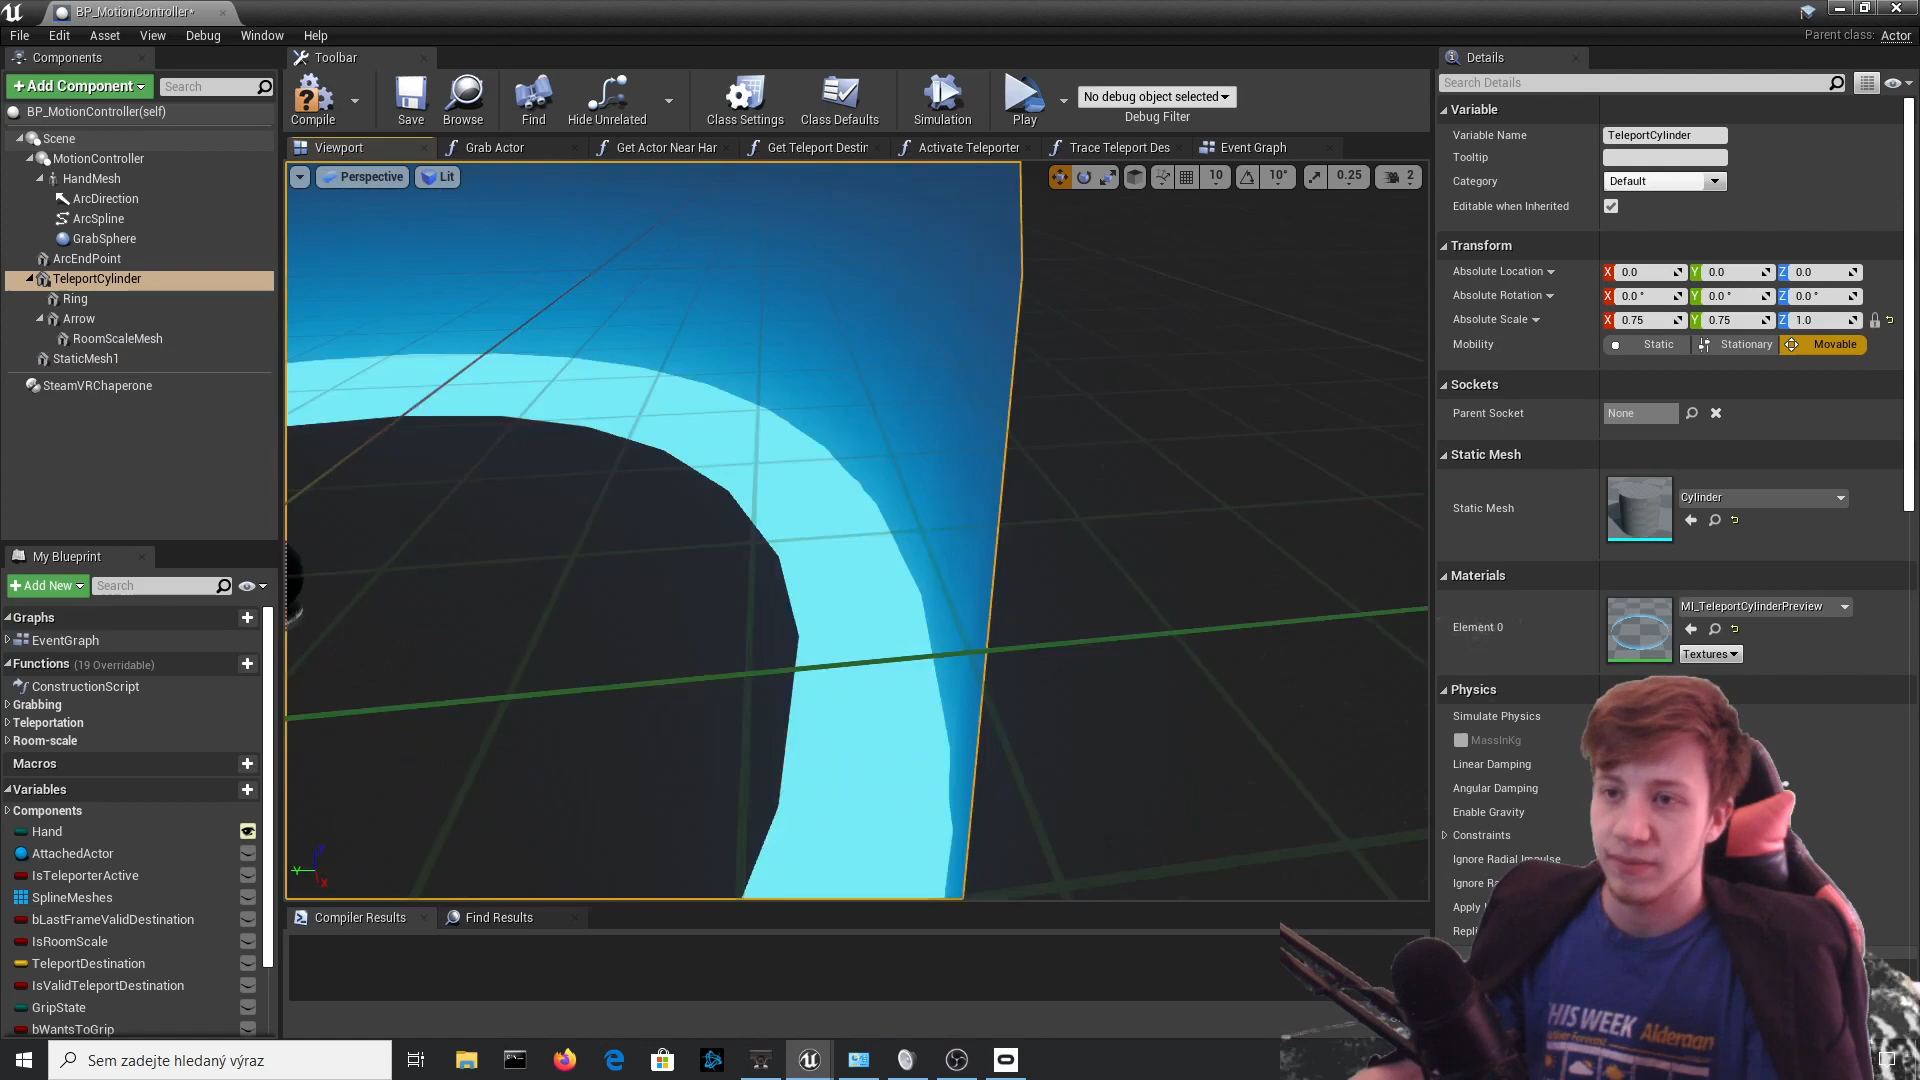 BP_MotionController*
File Edit Asset View Debug Window Help
Parent class: Actor
Components
+Add Component
Search
BP_MotionController(self)
Scene
MotionController
HandMesh
ArcDirection
ArcSpline
GrabSphere
ArcEndPoint
TeleportCylinder
Ring
Arrow
RoomScaleMesh
StaticMesh1
SteamVRChaperone
My Blueprint
+Add New
Search
Graphs
EventGraph
Functions (19 Overridable)
ConstructionScript
Grabbing
Teleportation
Room-scale
Macros
Variables
Components
Hand
AttachedActor
IsTeleporterActive
SplineMeshes
bLastFrameValidDestination
IsRoomScale
TeleportDestination
IsValidTeleportDestination
GripState
bWantsToGrip
Toolbar
Compile Save Browse Find Hide Unrelated Class Settings Class Defaults Simulation Play
No debug object selected
Debug Filter
Viewport Grab Actor Get Actor Near Har Get Teleport Destin Activate Teleporter Trace Teleport Des Event Graph
Perspective Lit 10 10° 0.25 2
Compiler Results Find Results
Details
Search Details
Variable
Variable Name TeleportCylinder
Tooltip
Category Default
Editable when Inherited
Transform
Absolute Location X 0.0 Y 0.0 Z 0.0
Absolute Rotation X 0.0 ° Y 0.0 ° Z 0.0 °
Absolute Scale X 0.75 Y 0.75 Z 1.0
Mobility Static Stationary Movable
Sockets
Parent Socket None
Static Mesh
Static Mesh Cylinder
Materials
Element 0 MI_TeleportCylinderPreview
Textures
Physics
Simulate Physics
MassInKg
Linear Damping
Angular Damping
Enable Gravity
Constraints
Ignore Radial Impulse
Ignore Ra
Apply
Repli
THIS WEEK Alderaan
Sem zadejte hledaný výraz